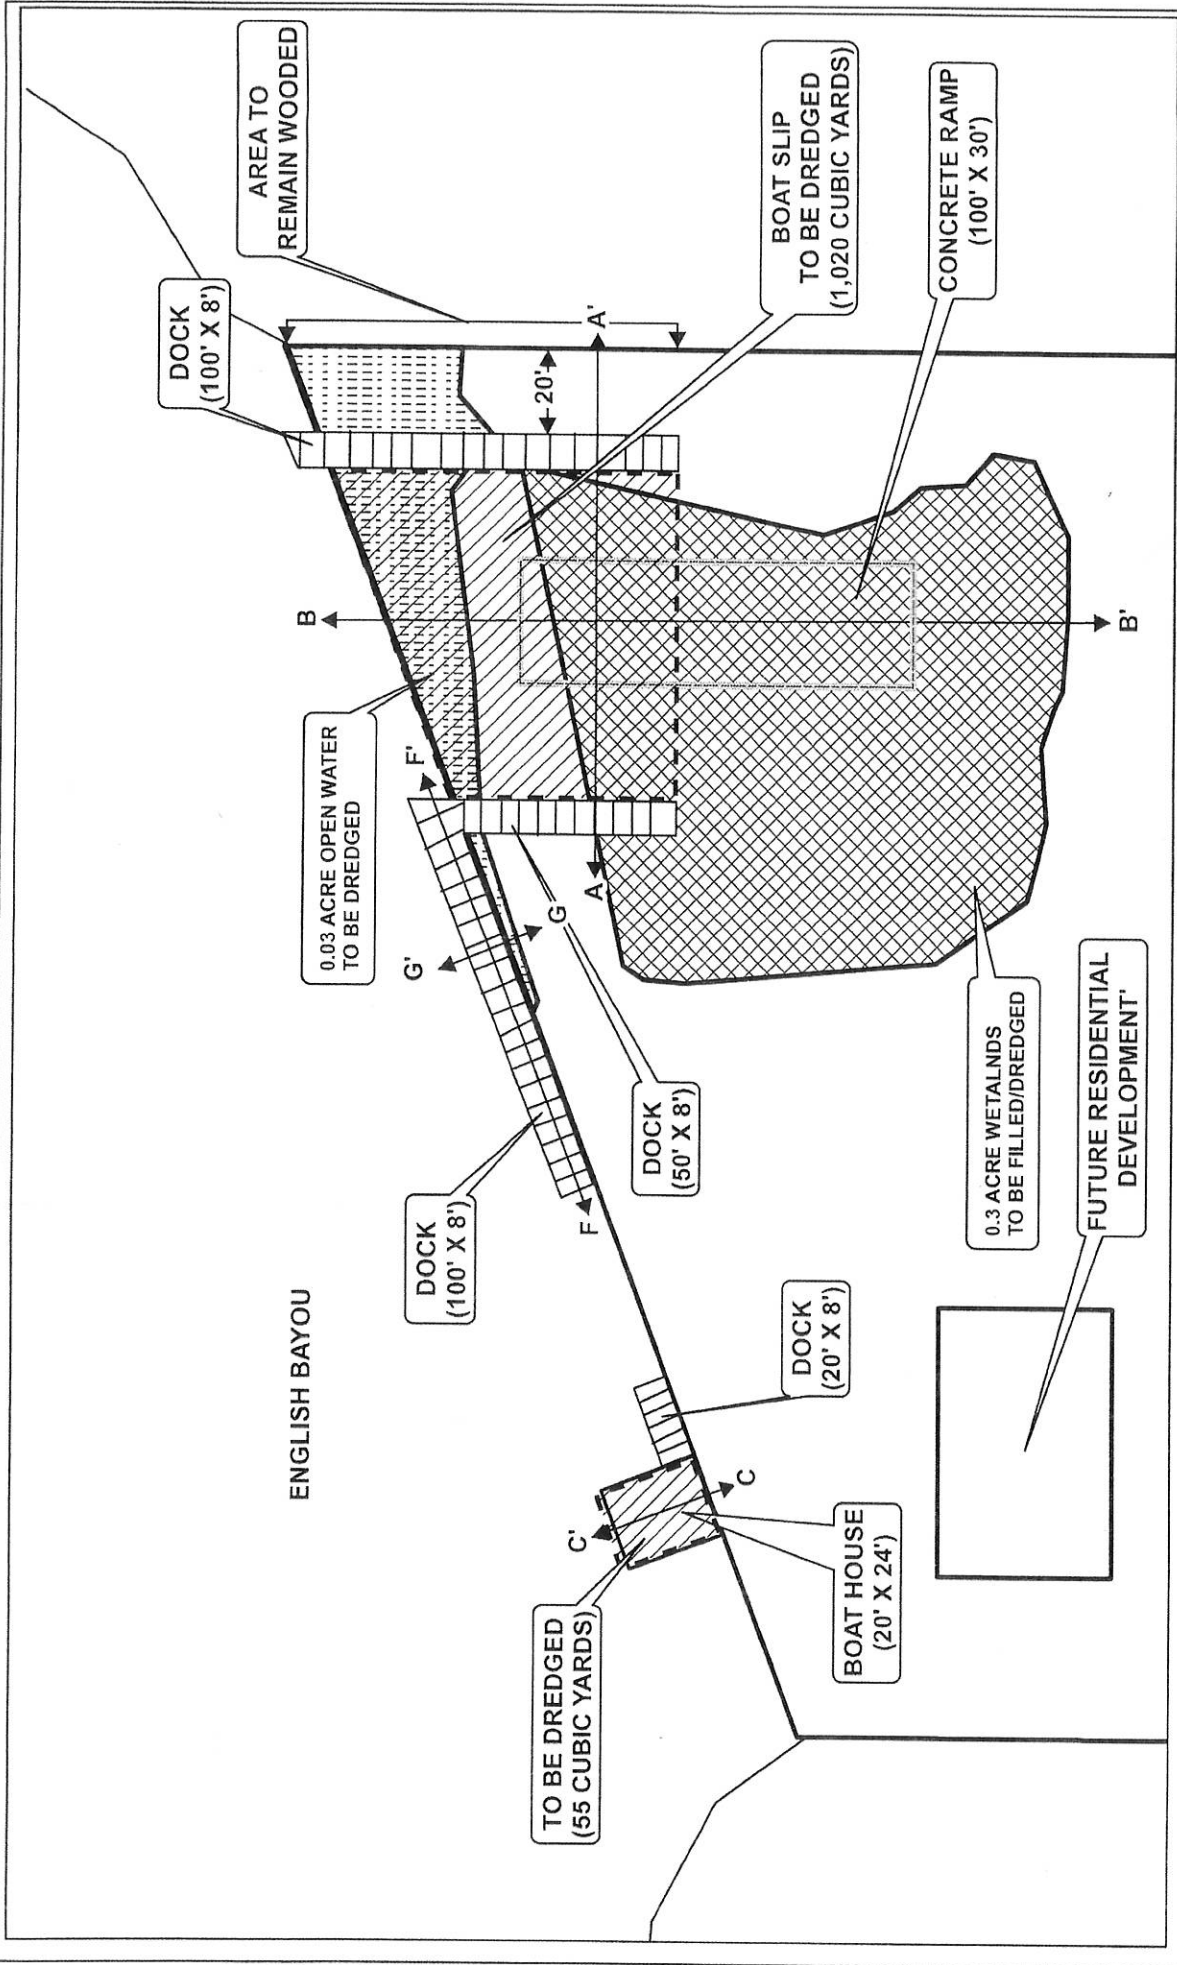 ENGLISH BAYOU
TO BE DREDGED
(55 CUBIC YARDS)
C'
C
BOAT HOUSE
(20' X 24')
DOCK
(20' X 8')
DOCK
(100' X 8')
F
F'
G'
G
DOCK
(50' X 8')
0.03 ACRE OPEN WATER
TO BE DREDGED
DOCK
(100' X 8')
AREA TO
REMAIN WOODED
20'
A
A'
B
B'
BOAT SLIP
TO BE DREDGED
(1,020 CUBIC YARDS)
CONCRETE RAMP
(100' X 30')
0.3 ACRE WETALNDS
TO BE FILLED/DREDGED
FUTURE RESIDENTIAL
DEVELOPMENT'